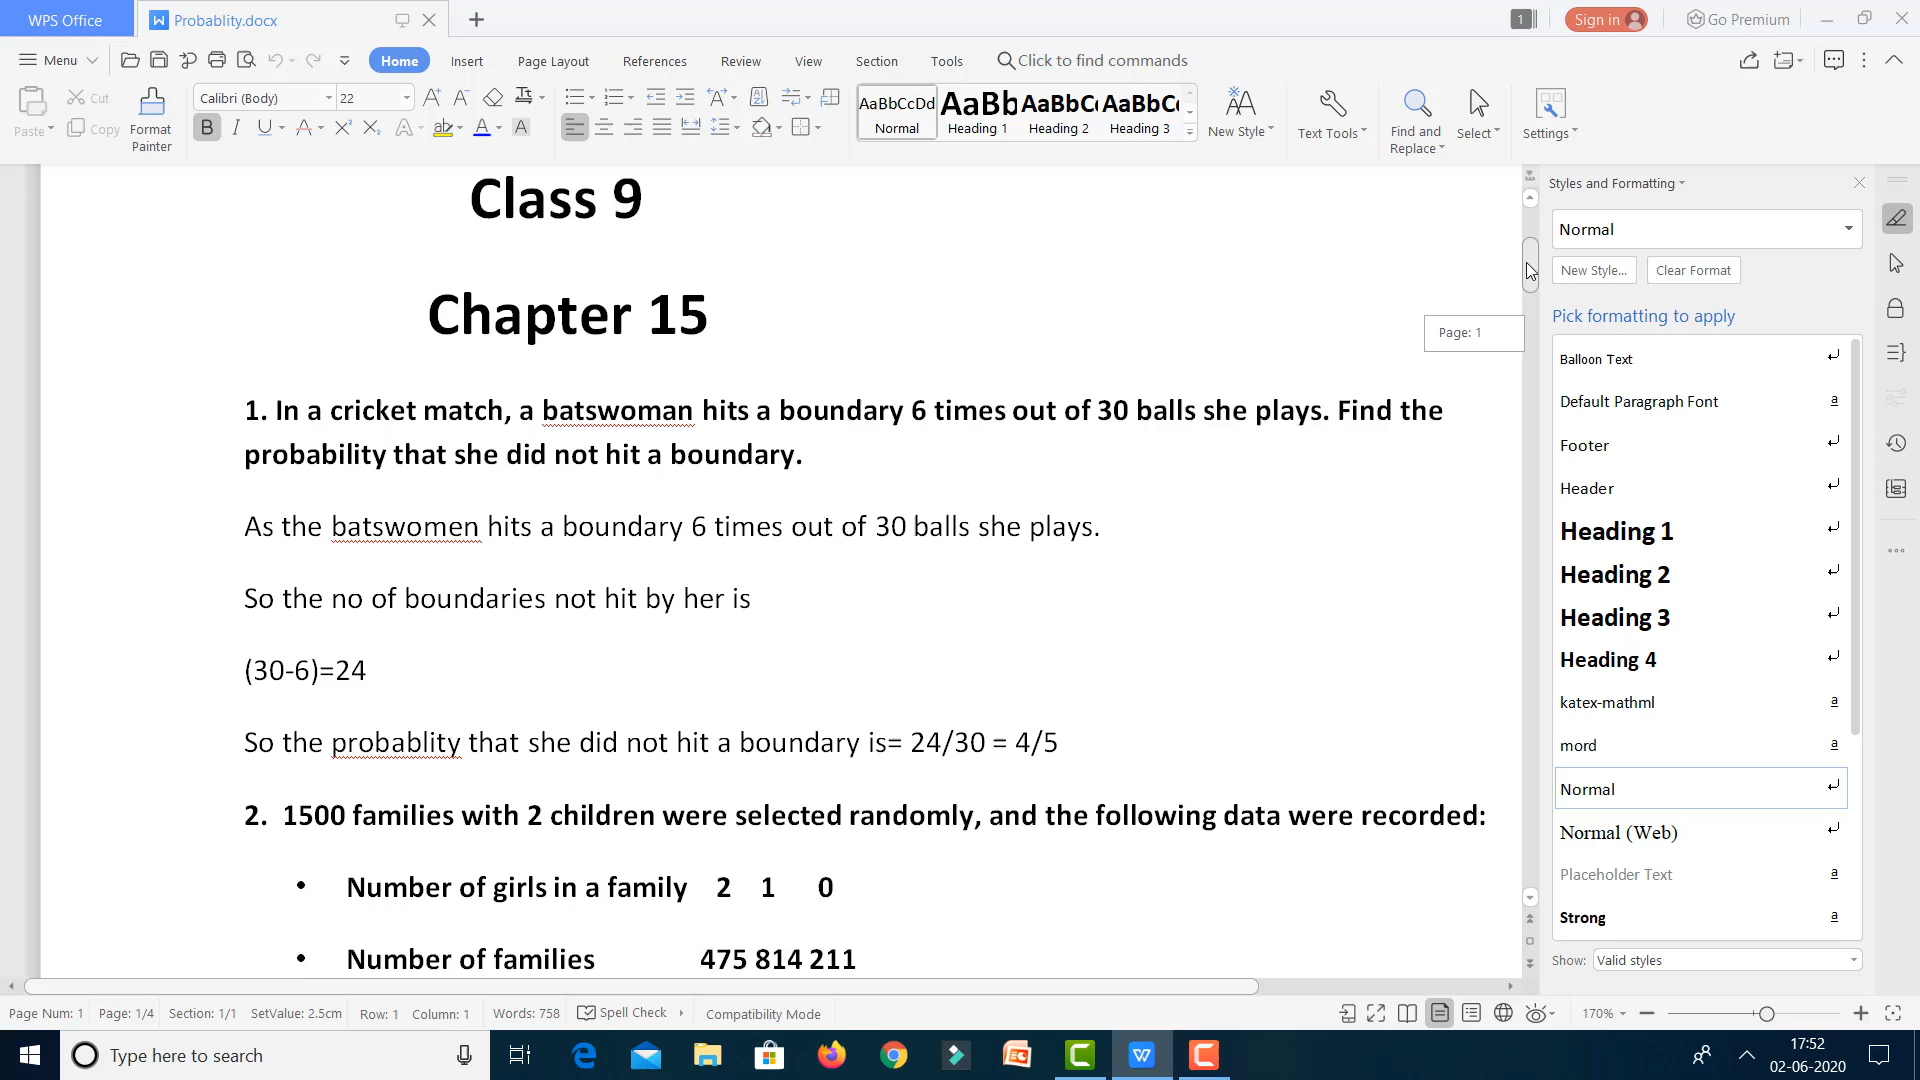 WPS Office
Probablity.docx
1
Sign in
Go Premium
Menu
Home
Insert
Page Layout
References
Review
View
Section
Tools
Click to find commands
Paste
Cut
Copy
Format Painter
Calibri (Body)
22
AaBbCcDd
Normal
AaBb
Heading 1
AaBbC
Heading 2
AaBbC
Heading 3
New Style
Text Tools
Find and Replace
Select
Settings
Class 9
Chapter 15
1. In a cricket match, a batswoman hits a boundary 6 times out of 30 balls she plays. Find the
probability that she did not hit a boundary.
As the batswomen hits a boundary 6 times out of 30 balls she plays.
So the no of boundaries not hit by her is
(30-6)=24
So the probablity that she did not hit a boundary is= 24/30 = 4/5
2. 1500 families with 2 children were selected randomly, and the following data were recorded:
• Number of girls in a family 2 1 0
• Number of families 475 814 211
Page: 1
Styles and Formatting
Normal
New Style...
Clear Format
Pick formatting to apply
Balloon Text
Default Paragraph Font
Footer
Header
Heading 1
Heading 2
Heading 3
Heading 4
katex-mathml
mord
Normal
Normal (Web)
Placeholder Text
Strong
Show: Valid styles
Page Num: 1
Page: 1/4
Section: 1/1
SetValue: 2.5cm
Row: 1
Column: 1
Words: 758
Spell Check
Compatibility Mode
170%
Type here to search
17:52
02-06-2020